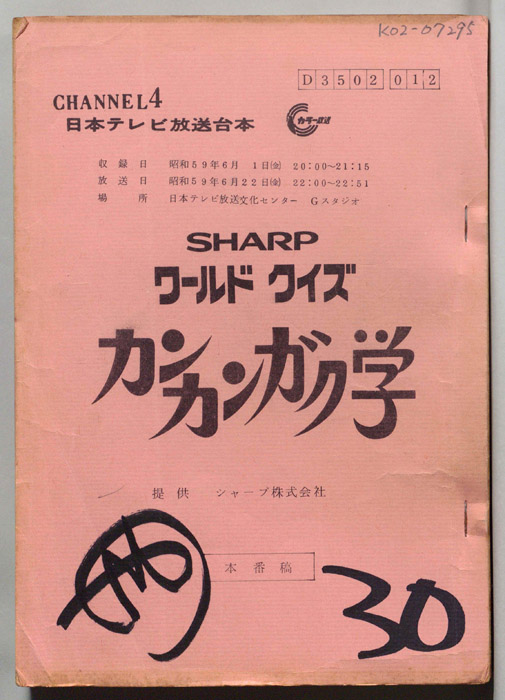 K02-07295
D3502 012
CHANNEL4
日本テレビ放送台本 カラー放送
収録日 昭和59年6月 1日(金) 20:00〜21:15
放送日 昭和59年6月22日(金) 22:00〜22:51
場所 日本テレビ放送文化センター Gスタジオ
SHARP
ワールド クイズ
カンカンガク学
提供 シャープ株式会社
本番稿
30